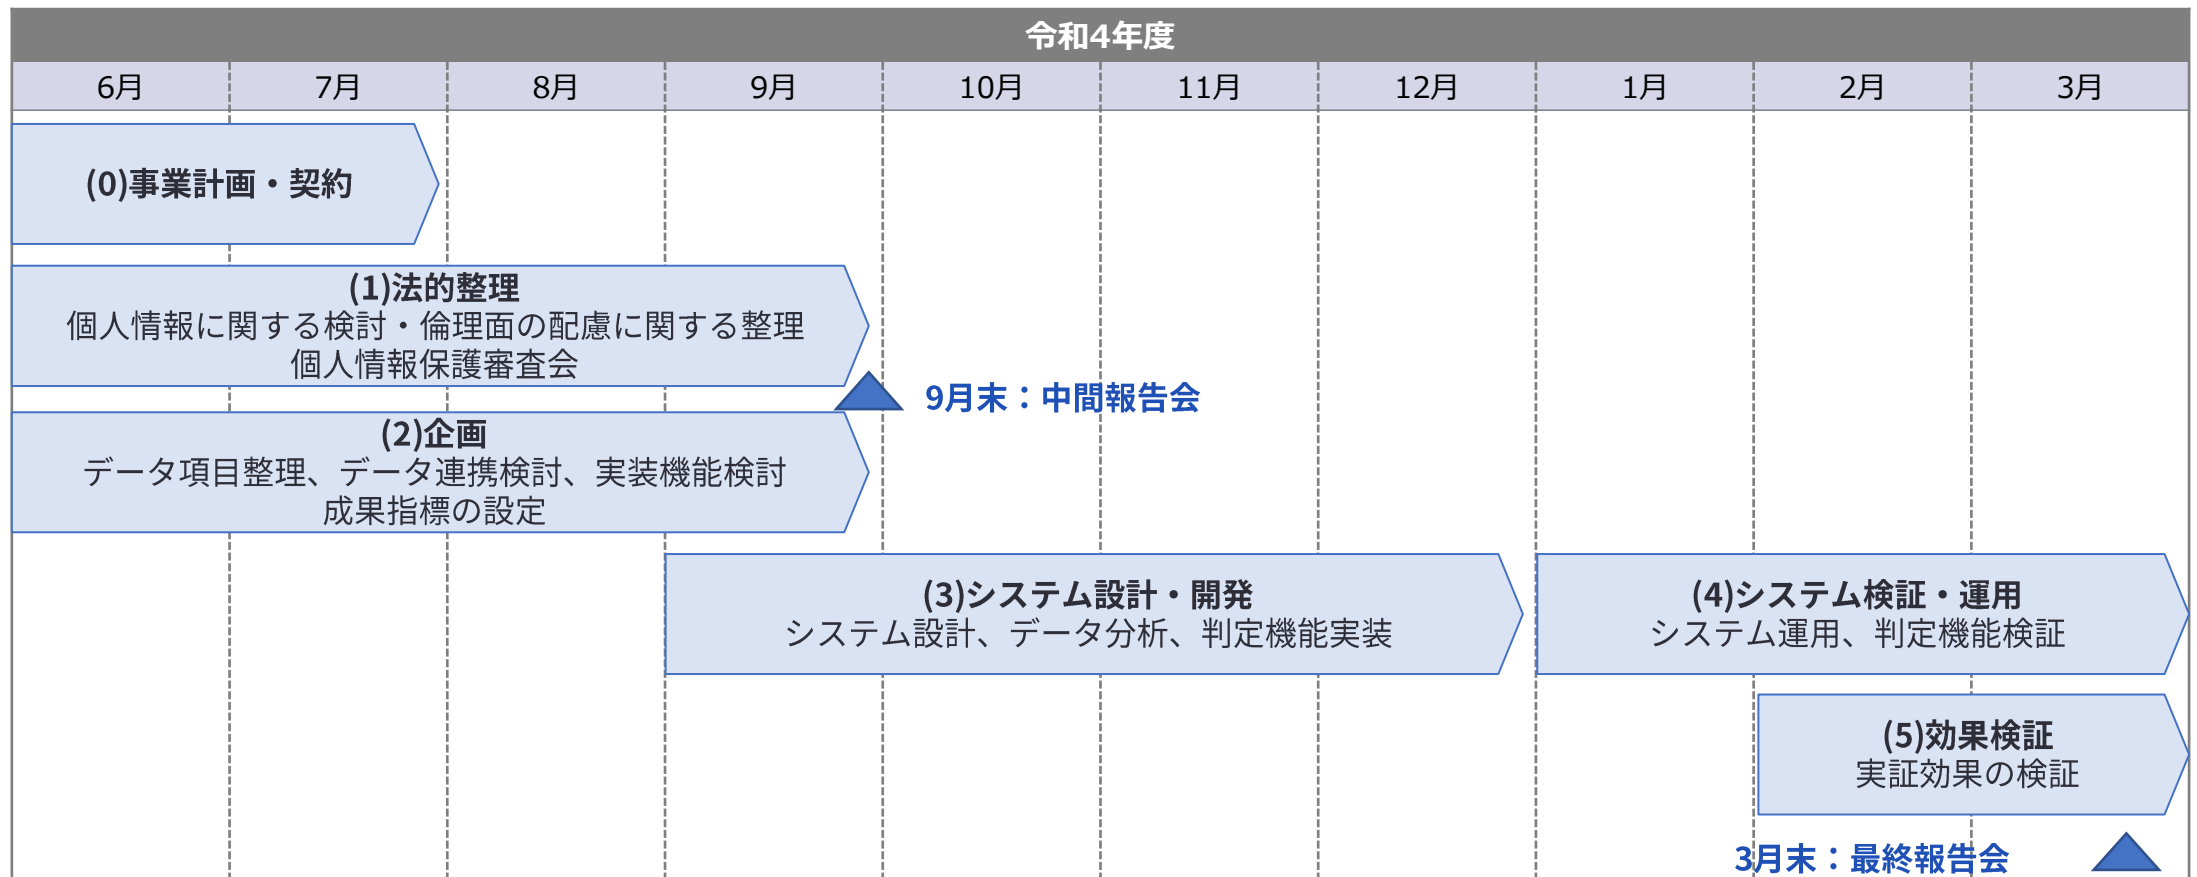 令和4年度
6月 7月 8月 9月 10月 11月 12月 1月 2月 3月
(0)事業計画・契約
(1)法的整理
個人情報に関する検討・倫理面の配慮に関する整理
個人情報保護審査会
9月末：中間報告会
(2)企画
データ項目整理、データ連携検討、実装機能検討
成果指標の設定
(3)システム設計・開発
システム設計、データ分析、判定機能実装
(4)システム検証・運用
システム運用、判定機能検証
(5)効果検証
実証効果の検証
3月末：最終報告会